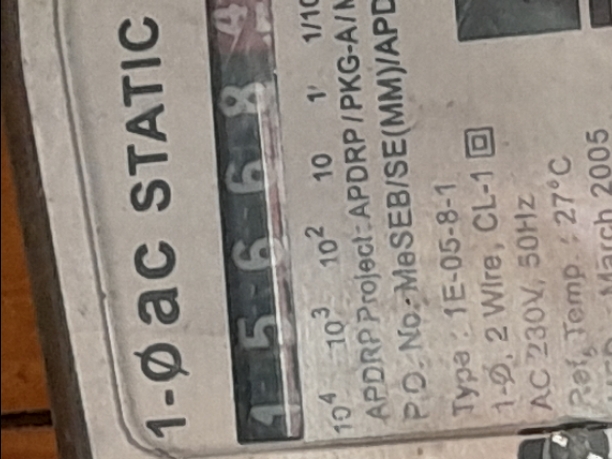 1-Ø ac STATIC
1 5 6 6 8 4
10⁴ 10³ 10² 10 1 1/10
APDRP Project: APDRP/PKG-A/
P.O. No.-MeSEB/SE(MM)/APD
Type : 1E-05-8-1
1-Ø, 2 Wire, CL-1
AC 230V, 50Hz
Ref. Temp. : 27°C
March 2005